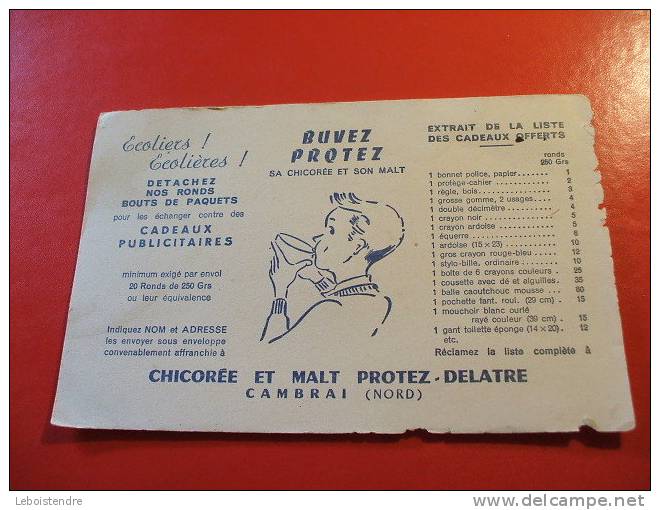 Ecoliers !
Ecolières !
DETACHEZ
NOS RONDS
BOUTS DE PAQUETS
pour les échanger contre des
CADEAUX
PUBLICITAIRES
minimum exigé par envol
20 Ronds de 250 Grs
ou leur équivalence
Indiquez NOM et ADRESSE
les envoyer sous enveloppe
convenablement affranchie à
BUVEZ
PROTEZ
SA CHICORÉE ET SON MALT
EXTRAIT DE LA LISTE
DES CADEAUX OFFERTS
ronds
250 Grs
1 bonnet police, papier ....... 1
1 protège-cahier ............... 2
1 règle, bois .................. 3
1 grosse gomme, 2 usages .... 4
1 double décimètre ........... 4
1 crayon noir ................. 5
1 crayon ardoise .............. 5
1 équerre .................... 6
1 ardoise (15 × 23) ........... 10
1 gros crayon rouge-bleu ..... 12
1 stylo-bille, ordinaire ........ 10
1 boîte de 6 crayons couleurs . 25
1 cousette avec dé et aiguilles. 35
1 balle caoutchouc mousse ... 80
1 pochette fant. roul. (29 cm) . 15
1 mouchoir blanc ourlé
rayé couleur (39 cm) . 15
1 gant toilette éponge (14 × 20) . 12
etc.
Réclamez la liste complète à
CHICORÉE ET MALT PROTEZ-DELATRE
CAMBRAI (NORD)
Leboistendre
www.delcampe.net